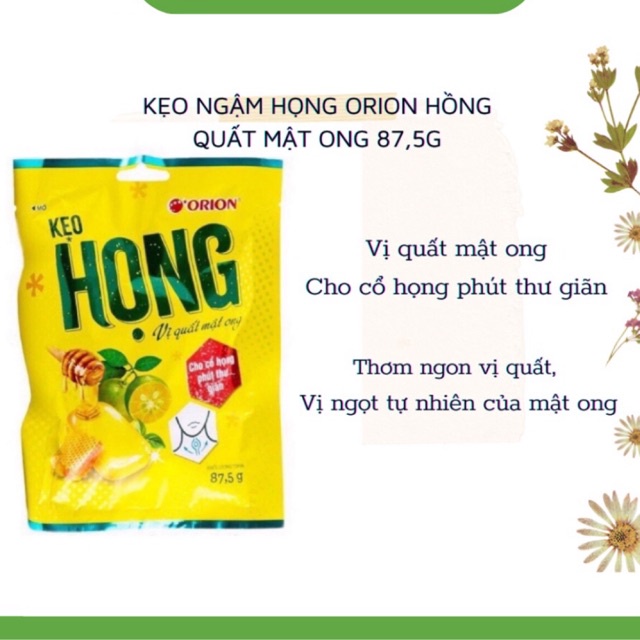 KẸO NGẬM HỌNG ORION HỒNG
QUẤT MẬT ONG 87,5G
MỞ
ORION
KẸO
HỌNG
Vị quất mật ong
Cho cổ họng
phút thư
giãn
87,5 g
Vị quất mật ong
Cho cổ họng phút thư giãn
Thơm ngon vị quất,
Vị ngọt tự nhiên của mật ong